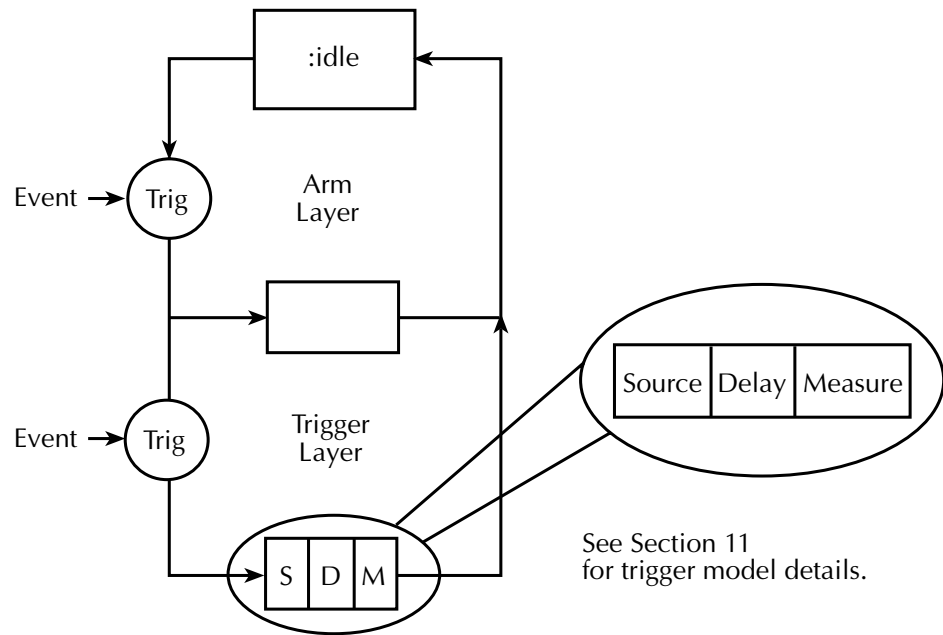 :idle
Event
Trig
Arm
Layer
Source
Delay
Measure
Event
Trig
Trigger
Layer
S
D
M
See Section 11
for trigger model details.